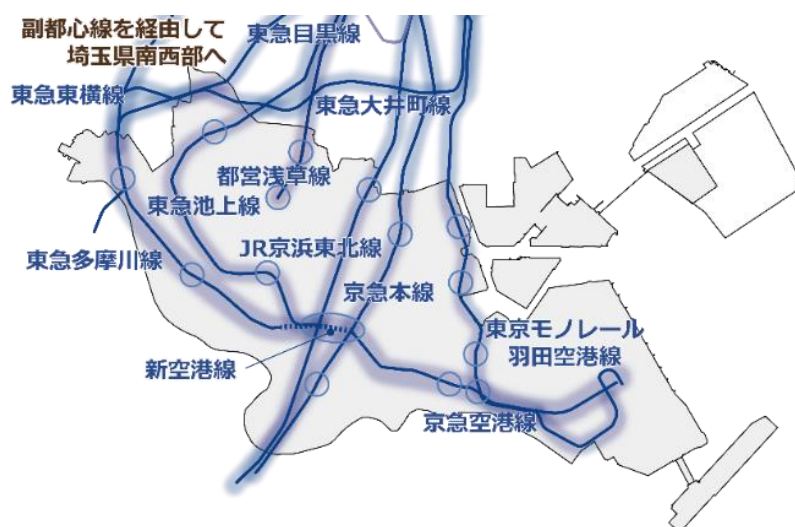 副都心線を経由して
埼玉県南西部へ
東急目黒線
東急東横線
東急大井町線
都営浅草線
東急池上線
東急多摩川線
JR京浜東北線
京急本線
東京モノレール
羽田空港線
新空港線
京急空港線